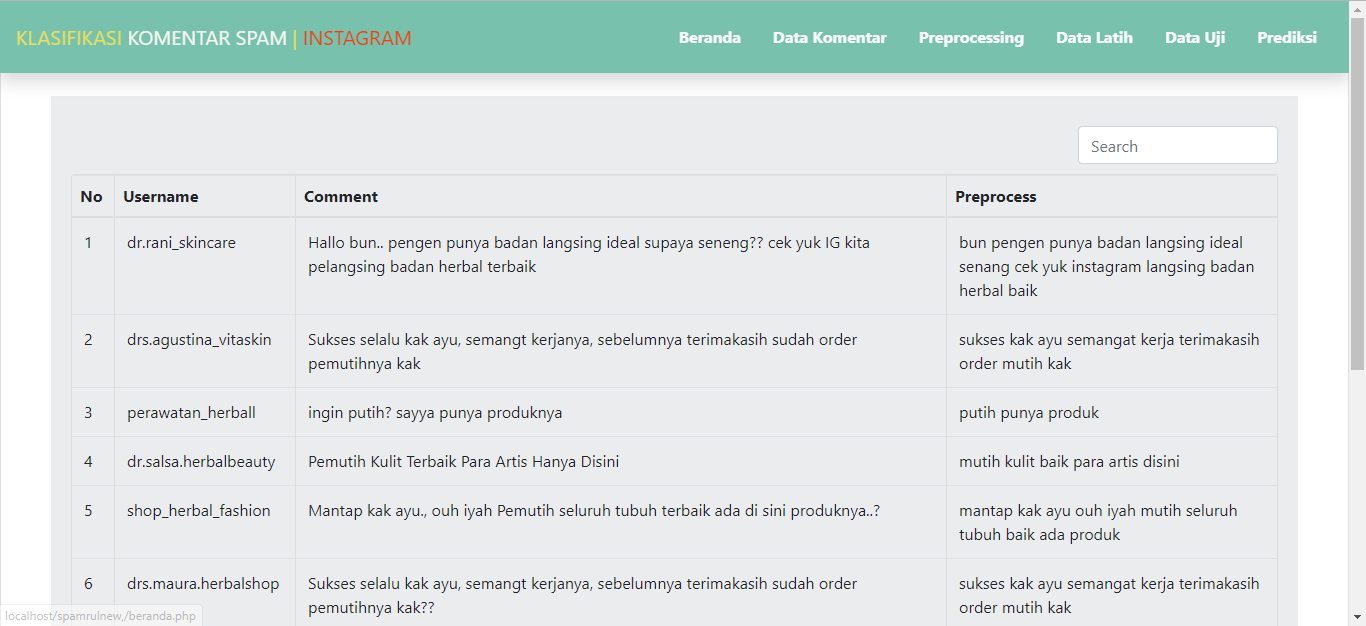 KLASIFIKASI KOMENTAR SPAM | INSTAGRAM
Beranda Data Komentar Preprocessing Data Latih Data Uji Prediksi
Search
No Username Comment Preprocess
1 dr.rani_skincare Hallo bun.. pengen punya badan langsing ideal supaya seneng?? cek yuk IG kita bun pengen punya badan langsing ideal
pelangsing badan herbal terbaik senang cek yuk instagram langsing badan
herbal baik
2 drs.agustina_vitaskin Sukses selalu kak ayu, semangt kerjanya, sebelumnya terimakasih sudah order sukses kak ayu semangat kerja terimakasih
pemutihnya kak order mutih kak
3 perawatan_herball ingin putih? sayya punya produknya putih punya produk
4 dr.salsa.herbalbeauty Pemutih Kulit Terbaik Para Artis Hanya Disini mutih kulit baik para artis disini
5 shop_herbal_fashion Mantap kak ayu., ouh iyah Pemutih seluruh tubuh terbaik ada di sini produknya..? mantap kak ayu ouh iyah mutih seluruh
tubuh baik ada produk
6 drs.maura.herbalshop Sukses selalu kak ayu, semangt kerjanya, sebelumnya terimakasih sudah order sukses kak ayu semangat kerja terimakasih
pemutihnya kak?? order mutih kak
localhost/spamrulnew,/beranda.php